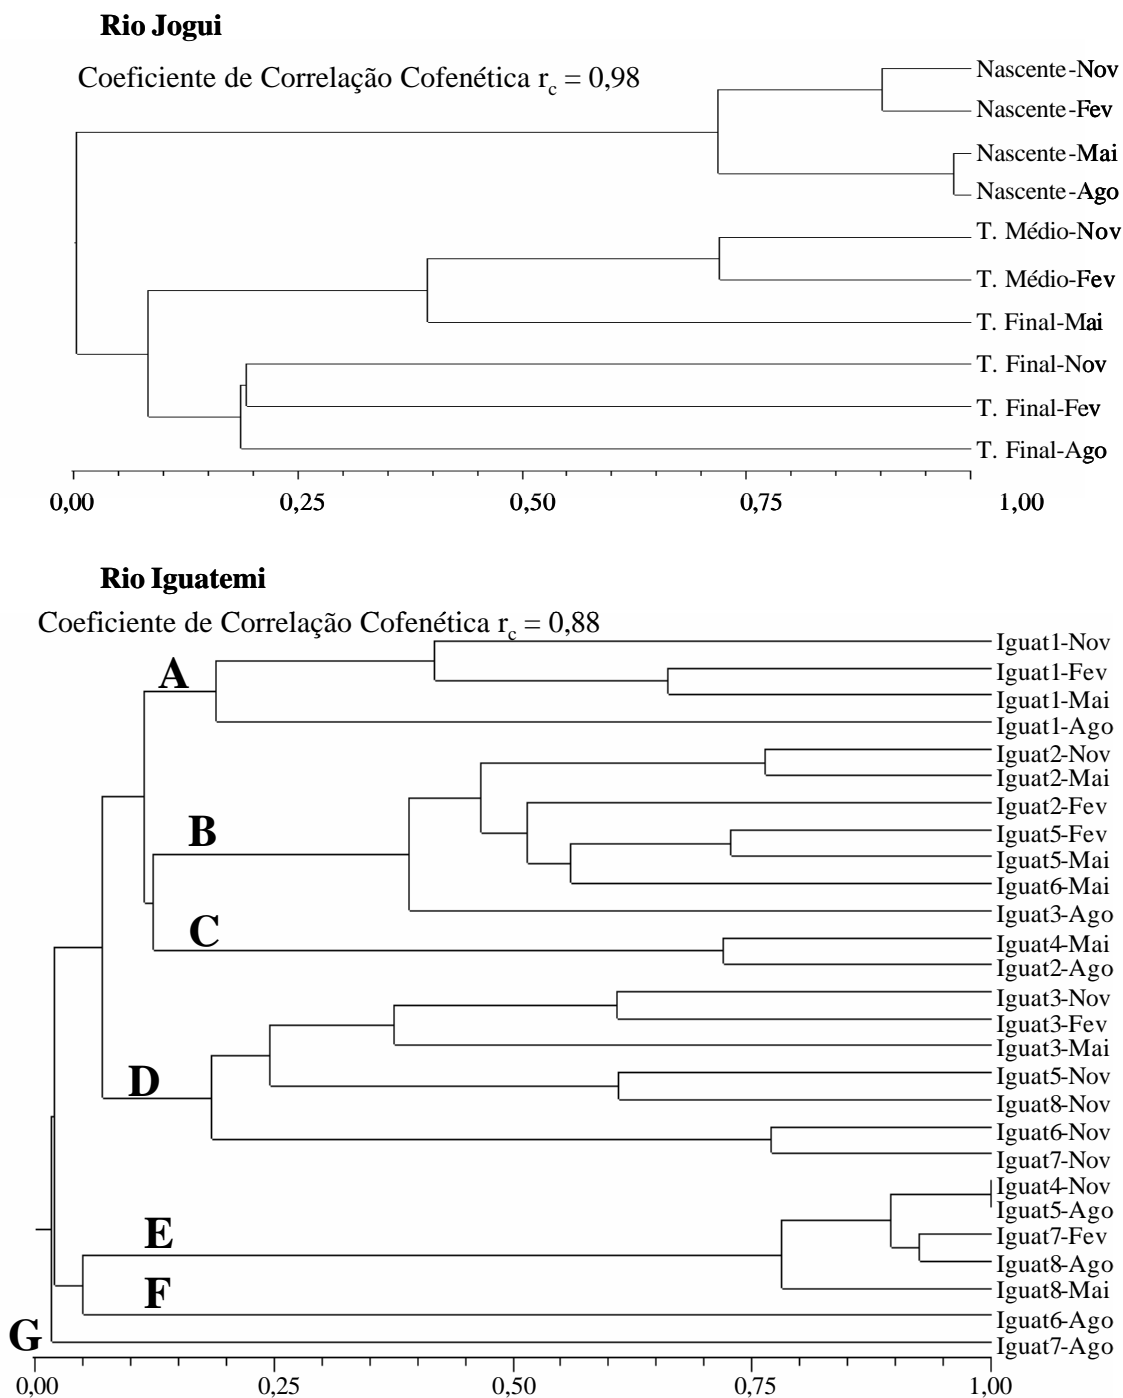 Rio Jogui
Coeficiente de Correlação Cofenética rc = 0,98
Nascente-Nov
Nascente-Fev
Nascente-Mai
Nascente-Ago
T. Médio-Nov
T. Médio-Fev
T. Final-Mai
T. Final-Nov
T. Final-Fev
T. Final-Ago
0,00 0,25 0,50 0,75 1,00
Rio Iguatemi
Coeficiente de Correlação Cofenética rc = 0,88
Iguat1-Nov
A Iguat1-Fev
Iguat1-Mai
Iguat1-Ago
Iguat2-Nov
Iguat2-Mai
Iguat2-Fev
B Iguat5-Fev
Iguat5-Mai
Iguat6-Mai
Iguat3-Ago
C Iguat4-Mai
Iguat2-Ago
Iguat3-Nov
Iguat3-Fev
Iguat3-Mai
D Iguat5-Nov
Iguat8-Nov
Iguat6-Nov
Iguat7-Nov
Iguat4-Nov
Iguat5-Ago
E Iguat7-Fev
Iguat8-Ago
F Iguat8-Mai
Iguat6-Ago
G Iguat7-Ago
0,00 0,25 0,50 0,75 1,00